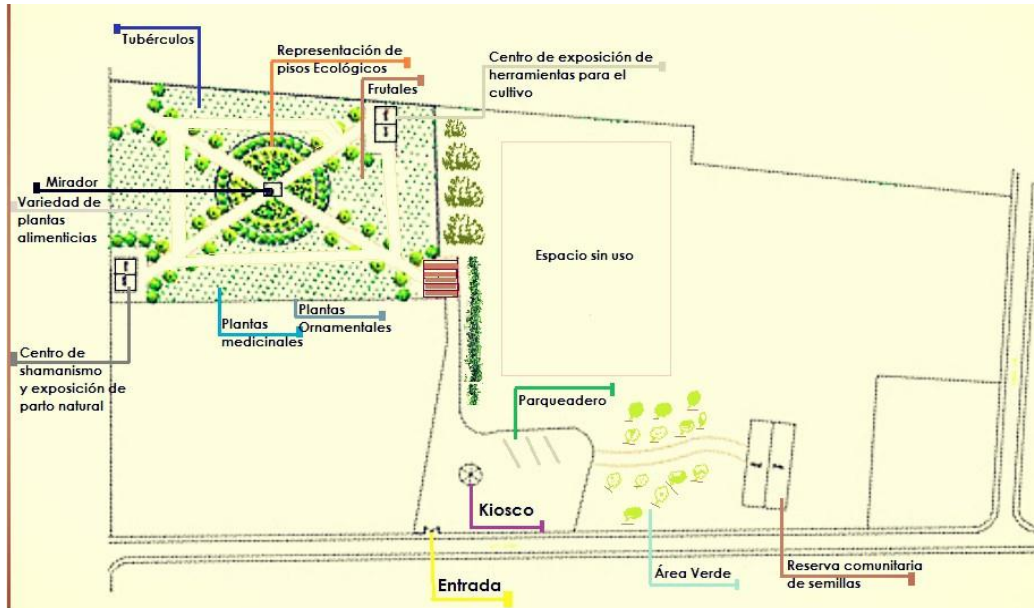 Tubérculos
Representación de
pisos Ecológicos
Frutales
Centro de exposición de
herramientas para el
cultivo
Mirador
Variedad de
plantas
alimenticias
Espacio sin uso
Plantas
Ornamentales
Plantas
medicinales
Centro de
shamanismo
y exposición de
parto natural
Parqueadero
Kiosco
Entrada
Área Verde
Reserva comunitaria
de semillas